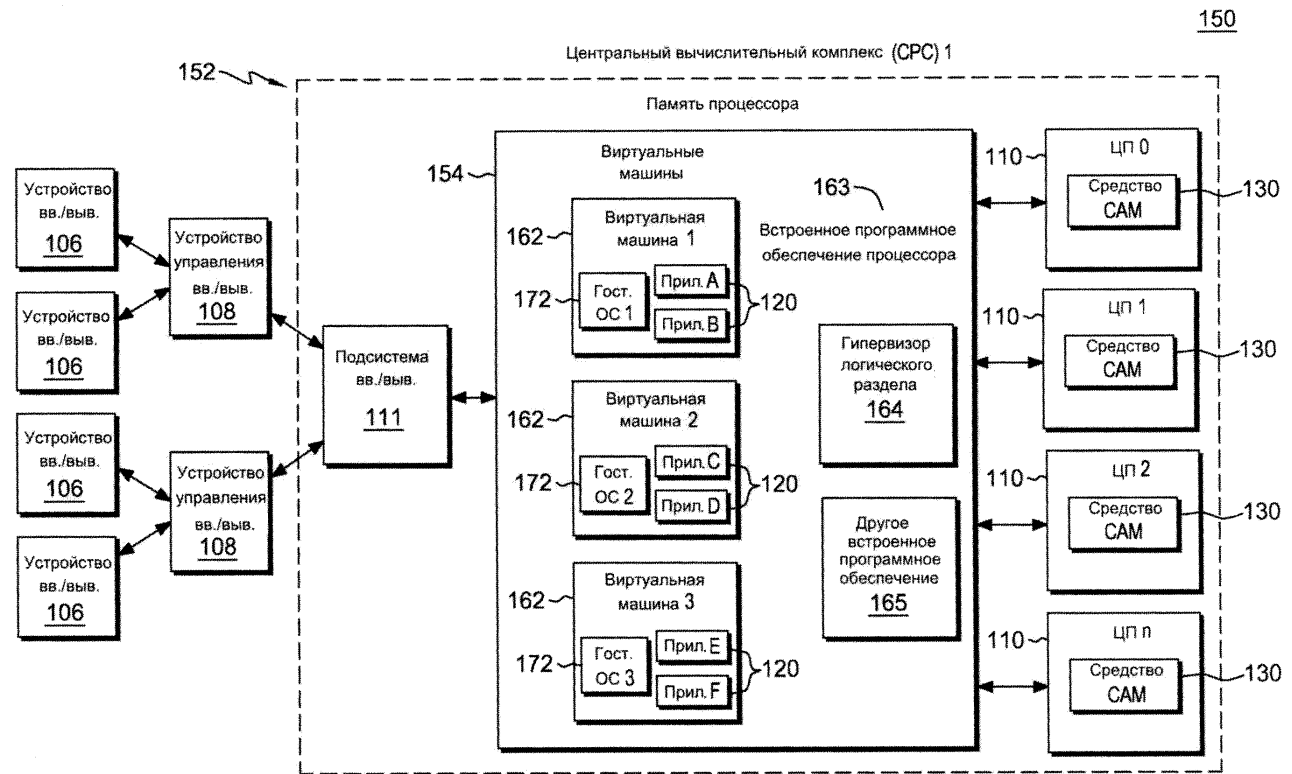 150
Центральный вычислительный комплекс (CPC) 1
152
Память процессора
Устройство
вв./выв.
106
Устройство
вв./выв.
106
Устройство
вв./выв.
106
Устройство
вв./выв.
106
Устройство
управления
вв./выв.
108
Устройство
управления
вв./выв.
108
Подсистема
вв./выв.
111
154
Виртуальные
машины
162
Виртуальная
машина 1
172
Гост.
ОС 1
Прил. A
Прил. B
120
162
Виртуальная
машина 2
172
Гост.
ОС 2
Прил. C
Прил. D
120
162
Виртуальная
машина 3
172
Гост.
ОС 3
Прил. E
Прил. F
120
163
Встроенное программное
обеспечение процессора
Гипервизор
логического
раздела
164
Другое
встроенное
программное
обеспечение
165
110
ЦП 0
Средство
CAM
130
110
ЦП 1
Средство
CAM
130
110
ЦП 2
Средство
CAM
130
110
ЦП n
Средство
CAM
130